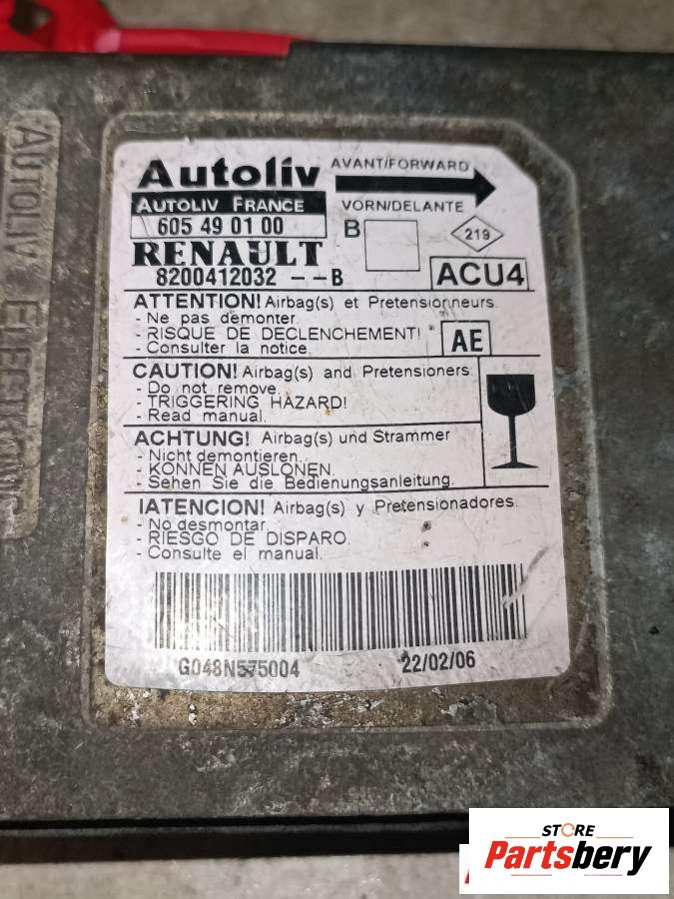 AUTOLIV ELECTRONIC
Autoliv
AVANT/FORWARD
AUTOLIV FRANCE
VORN/DELANTE
605 49 01 00
B
219
RENAULT
8200412032 - - B
ACU4
ATTENTION! Airbag(s) et Pretensionneurs
- Ne pas demonter.
- RISQUE DE DECLENCHEMENT!
- Consulter la notice.
AE
CAUTION! Airbag(s) and Pretensioners
- Do not remove
- TRIGGERING HAZARD!
- Read manual.
ACHTUNG! Airbag(s) und Strammer
- Nicht demontieren.
- KONNEN AUSLONEN.
- Sehen Sie die Bedienungsanleitung.
IATENCION! Airbag(s) y Pretensionadores.
- No desmontar.
- RIESGO DE DISPARO.
- Consulte el manual.
G048N575004
22/02/06
STORE
Partsbery